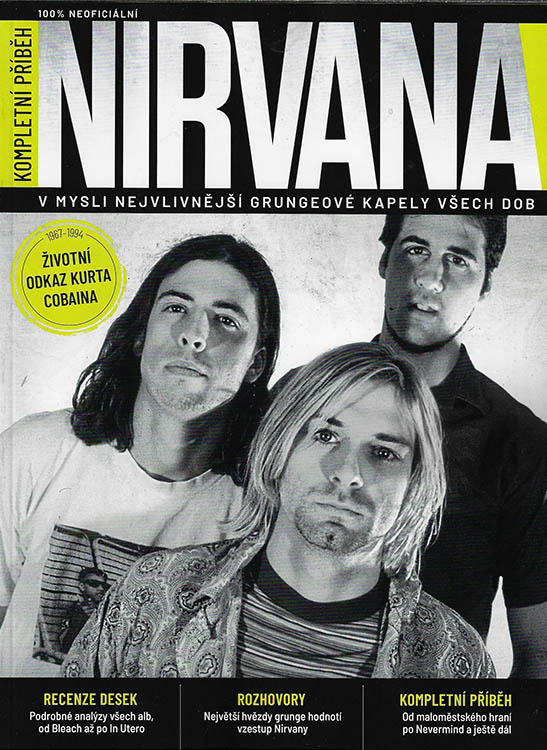 100% NEOFICIÁLNÍ
KOMPLETNÍ PŘÍBĚH
NIRVANA
V MYSLI NEJVLIVNĚJŠÍ GRUNGEOVÉ KAPELY VŠECH DOB
1967–1994
ŽIVOTNÍ
ODKAZ KURTA
COBAINA
RECENZE DESEK
Podrobné analýzy všech alb,
od Bleach až po In Utero
ROZHOVORY
Největší hvězdy grunge hodnotí
vzestup Nirvany
KOMPLETNÍ PŘÍBĚH
Od maloměstského hraní
po Nevermind a ještě dál